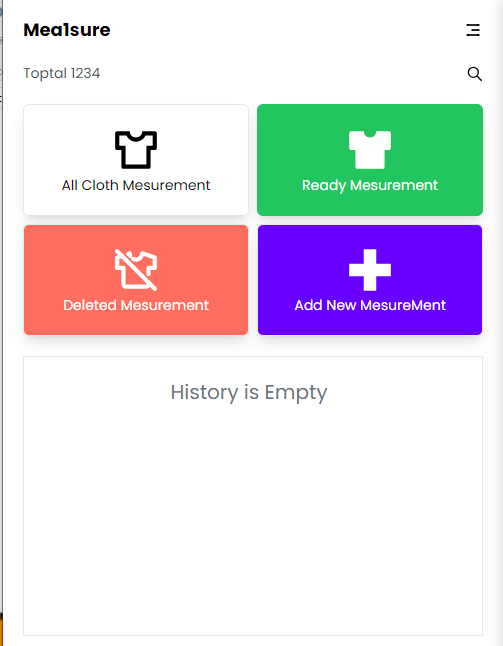 Mea1sure
Toptal 1234
All Cloth Mesurement
Ready Mesurement
Deleted Mesurement
Add New MesureMent
History is Empty